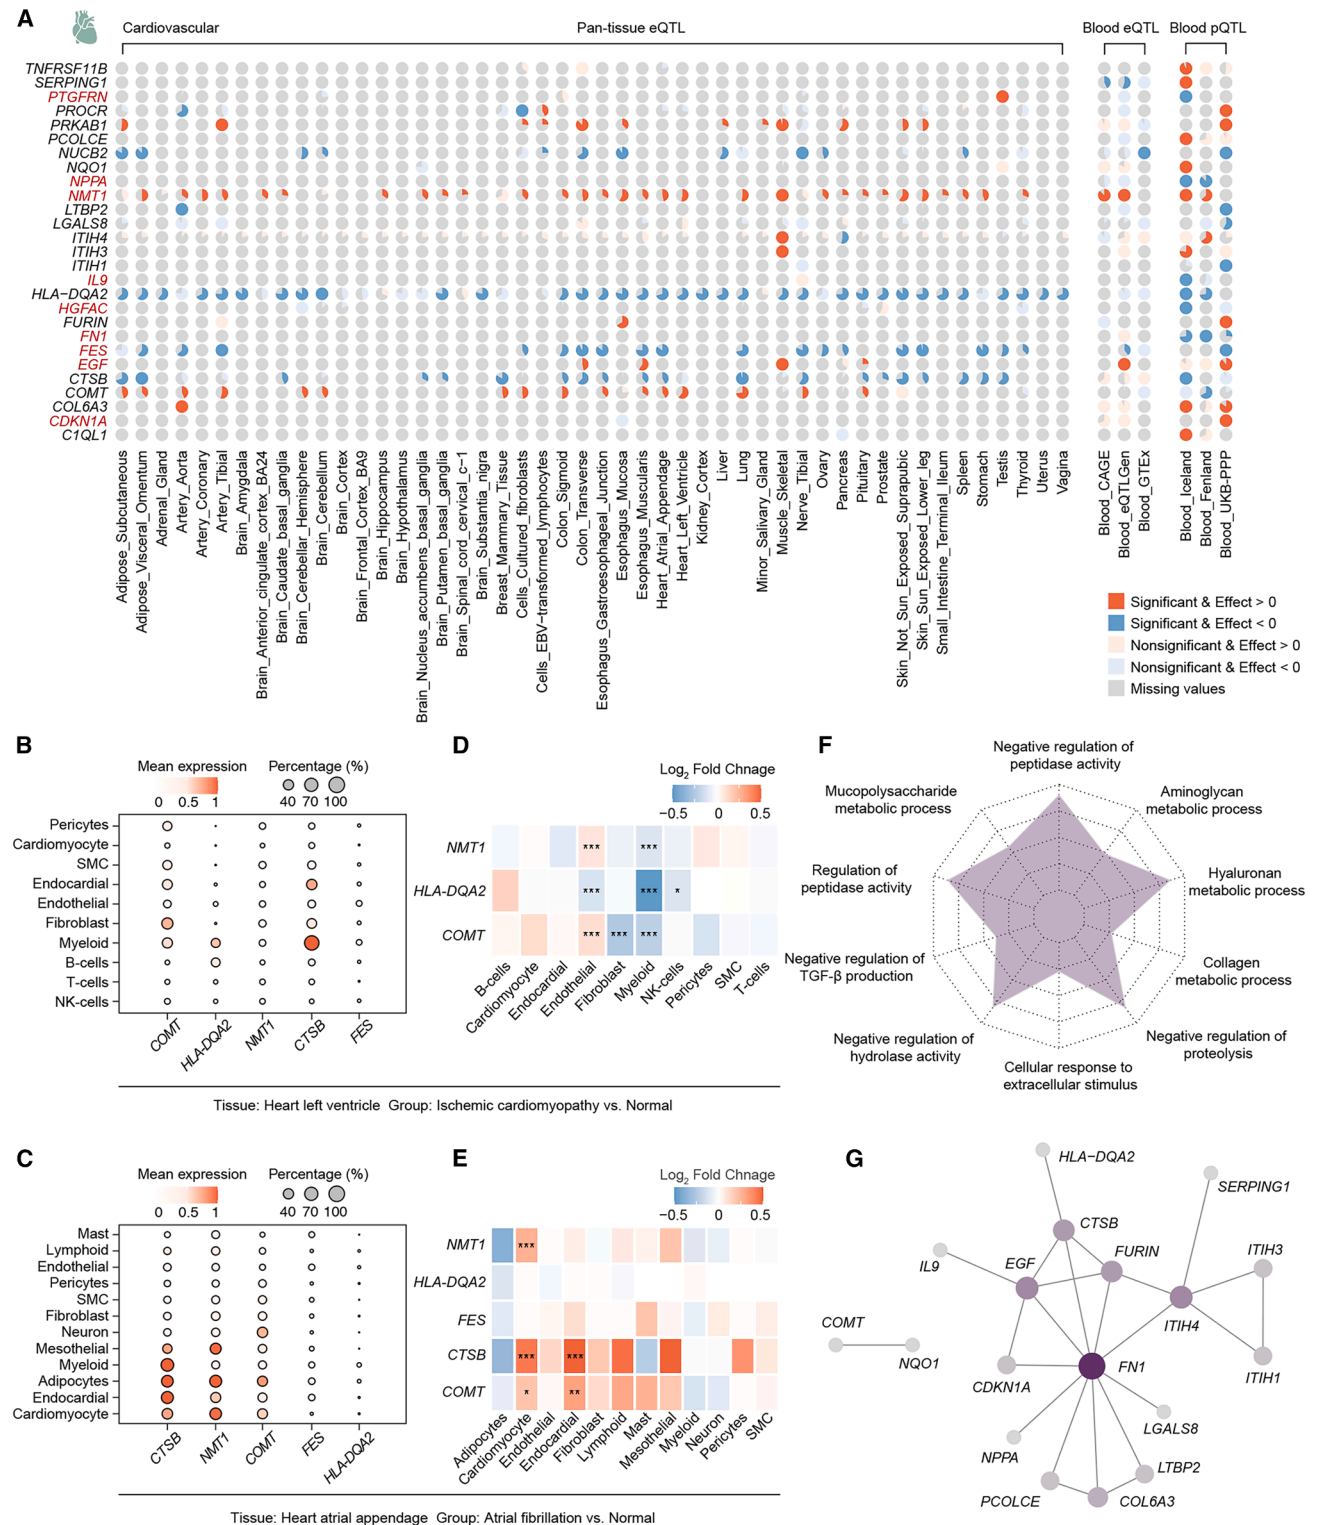 A
Cardiovascular
Pan-tissue eQTL
Blood eQTL
Blood pQTL
TNFRSF11B
SERPING1
PTGFRN
PROCR
PRKAB1
PCOLCE
NUCB2
NQO1
NPPA
NMT1
LTBP2
LGALS8
ITIH4
ITIH3
ITIH1
IL9
HLA−DQA2
HGFAC
FURIN
FN1
FES
EGF
CTSB
COMT
COL6A3
CDKN1A
C1QL1
Adipose_Subcutaneous
Adipose_Visceral_Omentum
Adrenal_Gland
Artery_Aorta
Artery_Coronary
Artery_Tibial
Brain_Amygdala
Brain_Anterior_cingulate_cortex_BA24
Brain_Caudate_basal_ganglia
Brain_Cerebellar_Hemisphere
Brain_Cerebellum
Brain_Cortex
Brain_Frontal_Cortex_BA9
Brain_Hippocampus
Brain_Hypothalamus
Brain_Nucleus_accumbens_basal_ganglia
Brain_Putamen_basal_ganglia
Brain_Spinal_cord_cervical_c−1
Brain_Substantia_nigra
Breast_Mammary_Tissue
Cells_Cultured_fibroblasts
Cells_EBV−transformed_lymphocytes
Colon_Sigmoid
Colon_Transverse
Esophagus_Gastroesophageal_Junction
Esophagus_Mucosa
Esophagus_Muscularis
Heart_Atrial_Appendage
Heart_Left_Ventricle
Kidney_Cortex
Liver
Lung
Minor_Salivary_Gland
Muscle_Skeletal
Nerve_Tibial
Ovary
Pancreas
Pituitary
Prostate
Skin_Not_Sun_Exposed_Suprapubic
Skin_Sun_Exposed_Lower_leg
Small_Intestine_Terminal_Ileum
Spleen
Stomach
Testis
Thyroid
Uterus
Vagina
Blood_CAGE
Blood_eQTLGen
Blood_GTEx
Blood_Iceland
Blood_Fenland
Blood_UKB-PPP
Significant & Effect > 0
Significant & Effect < 0
Nonsignificant & Effect > 0
Nonsignificant & Effect < 0
Missing values
B
Mean expression
Percentage (%)
0 0.5 1
40 70 100
Pericytes
Cardiomyocyte
SMC
Endocardial
Endothelial
Fibroblast
Myeloid
B-cells
T-cells
NK-cells
COMT
HLA-DQA2
NMT1
CTSB
FES
D
Log2 Fold Chnage
−0.5 0 0.5
NMT1
*** ***
HLA-DQA2
*** *** *
COMT
*** *** ***
B-cells
Cardiomyocyte
Endocardial
Endothelial
Fibroblast
Myeloid
NK-cells
Pericytes
SMC
T-cells
Tissue: Heart left ventricle Group: Ischemic cardiomyopathy vs. Normal
F
Negative regulation of
peptidase activity
Aminoglycan
metabolic process
Hyaluronan
metabolic process
Collagen
metabolic process
Negative regulation of
proteolysis
Cellular response to
extracellular stimulus
Negative regulation of
hydrolase activity
Negative regulation of
TGF-β production
Regulation of
peptidase activity
Mucopolysaccharide
metabolic process
C
Mean expression
Percentage (%)
0 0.5 1
40 70 100
Mast
Lymphoid
Endothelial
Pericytes
SMC
Fibroblast
Neuron
Mesothelial
Myeloid
Adipocytes
Endocardial
Cardiomyocyte
CTSB
NMT1
COMT
FES
HLA-DQA2
E
Log2 Fold Chnage
−0.5 0 0.5
NMT1
***
HLA-DQA2
FES
CTSB
*** ***
COMT
* **
Adipocytes
Cardiomyocyte
Endothelial
Endocardial
Fibroblast
Lymphoid
Mast
Mesothelial
Myeloid
Neuron
Pericytes
SMC
Tissue: Heart atrial appendage Group: Atrial fibrillation vs. Normal
G
HLA−DQA2
SERPING1
CTSB
FURIN
ITIH3
EGF
IL9
ITIH4
COMT
NQO1
FN1
CDKN1A
ITIH1
LGALS8
NPPA
LTBP2
PCOLCE
COL6A3